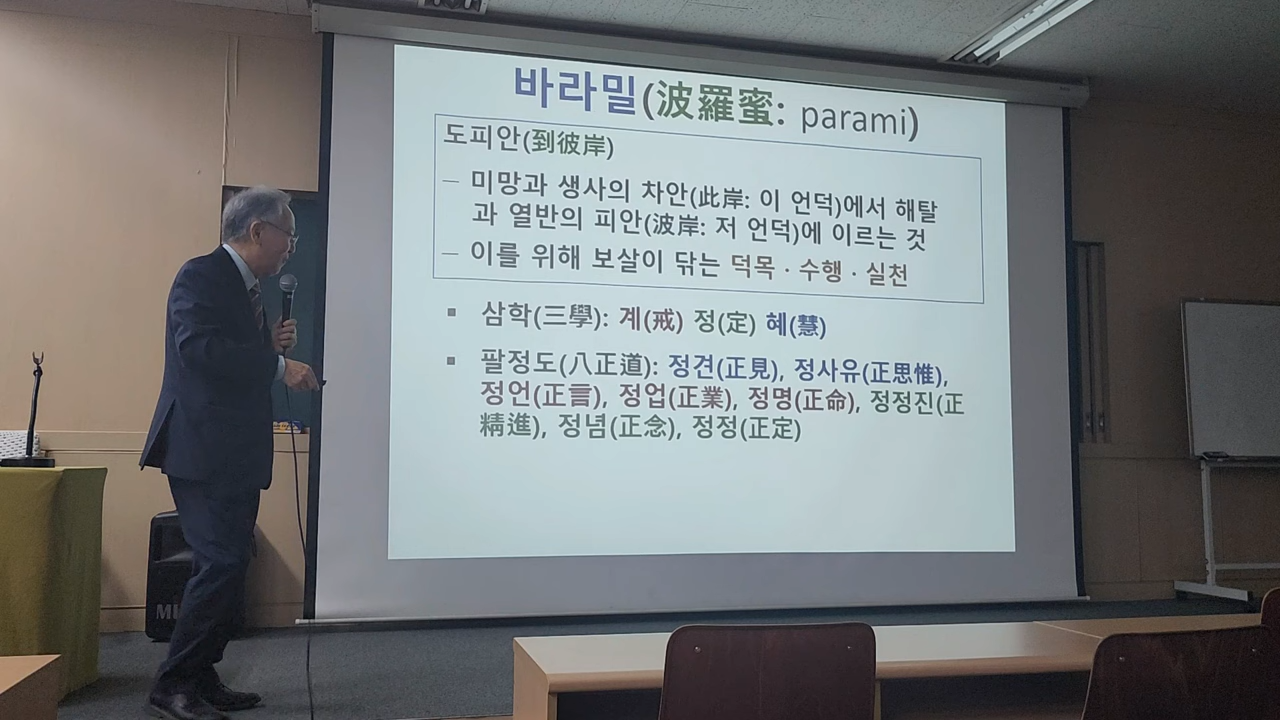 바라밀(波羅蜜: parami)
도피안(到彼岸)
– 미망과 생사의 차안(此岸: 이 언덕)에서 해탈
과 열반의 피안(波岸: 저 언덕)에 이르는 것
– 이를 위해 보살이 닦는 덕목 · 수행 · 실천
▪ 삼학(三學): 계(戒) 정(定) 혜(慧)
▪ 팔정도(八正道): 정견(正見), 정사유(正思惟),
정언(正言), 정업(正業), 정명(正命), 정정진(正
精進), 정념(正念), 정정(正定)